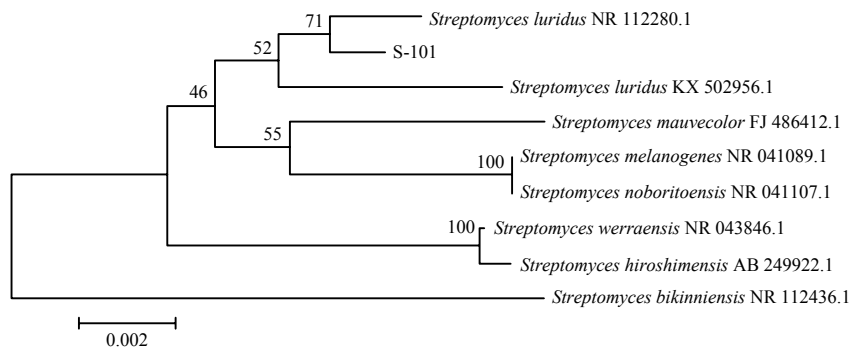 71
Streptomyces luridus NR 112280.1
52
S-101
46
Streptomyces luridus KX 502956.1
Streptomyces mauvecolor FJ 486412.1
55
100
Streptomyces melanogenes NR 041089.1
Streptomyces noboritoensis NR 041107.1
100
Streptomyces werraensis NR 043846.1
Streptomyces hiroshimensis AB 249922.1
Streptomyces bikinniensis NR 112436.1
0.002